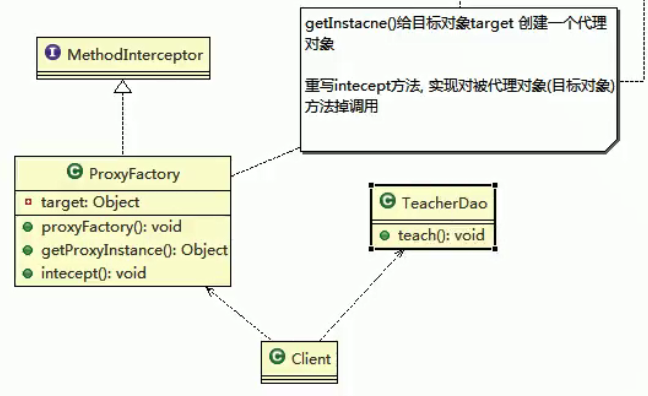 getInstacne()给目标对象target 创建一个代理
对象
重写intecept方法, 实现对被代理对象(目标对象)
方法掉调用
MethodInterceptor
ProxyFactory
target: Object
proxyFactory(): void
getProxyInstance(): Object
intecept(): void
TeacherDao
teach(): void
Client